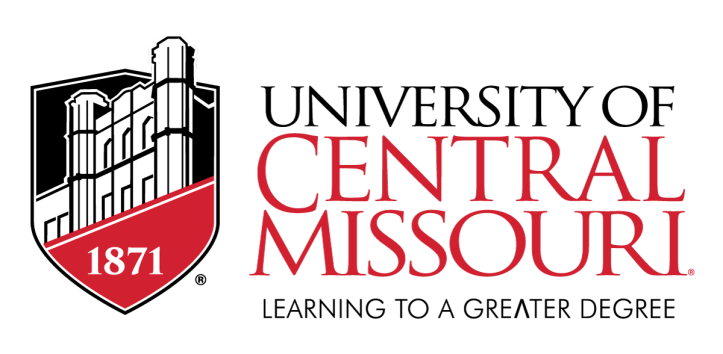 1871
®
UNIVERSITY OF
CENTRAL
MISSOURI®
LEARNING TO A GREATER DEGREE